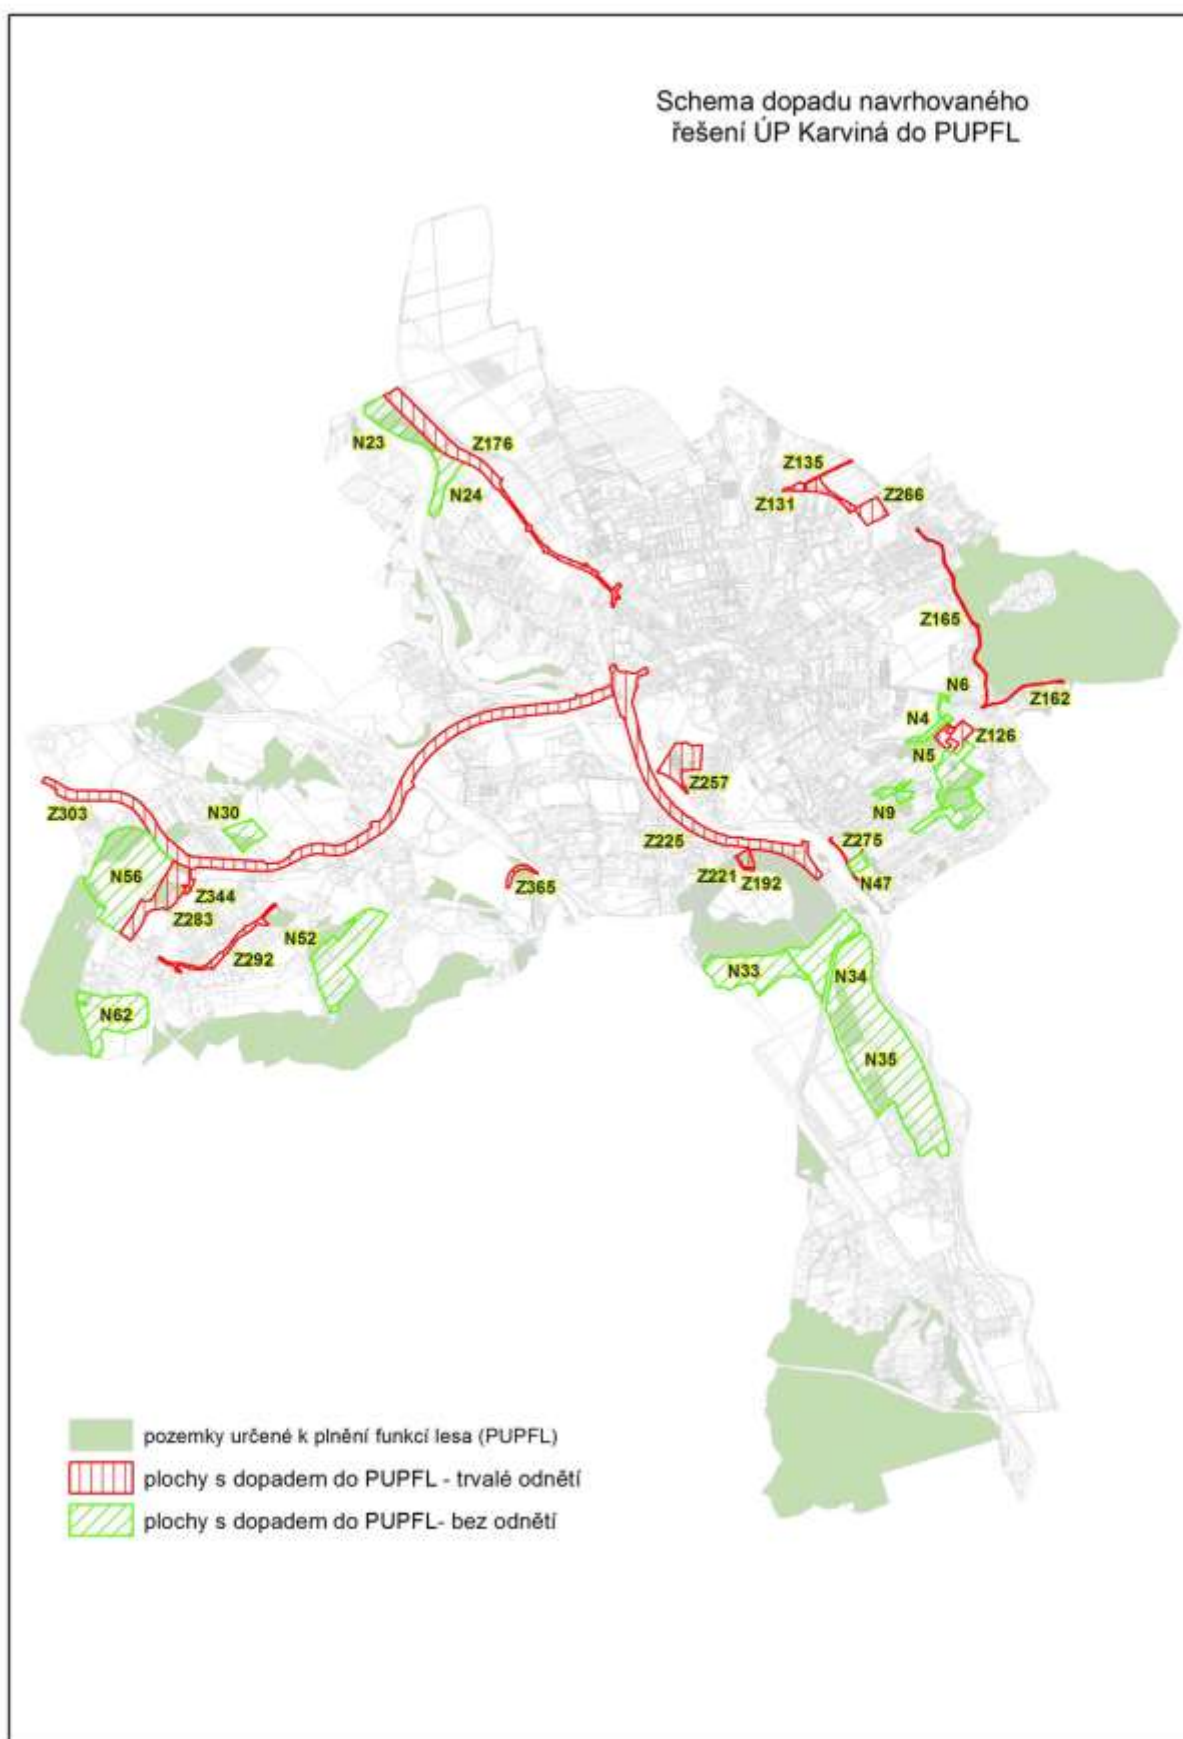 Schema dopadu navrhovaného
řešení ÚP Karviná do PUPFL
N23
Z176
N24
Z135
Z131
Z266
Z165
N6
Z162
N4
Z126
N5
Z257
N9
Z303
N30
Z225
Z275
Z221
Z192
N47
N56
Z344
Z283
Z365
N52
Z292
N33
N34
N62
N35
pozemky určené k plnění funkcí lesa (PUPFL)
plochy s dopadem do PUPFL - trvalé odnětí
plochy s dopadem do PUPFL- bez odnětí